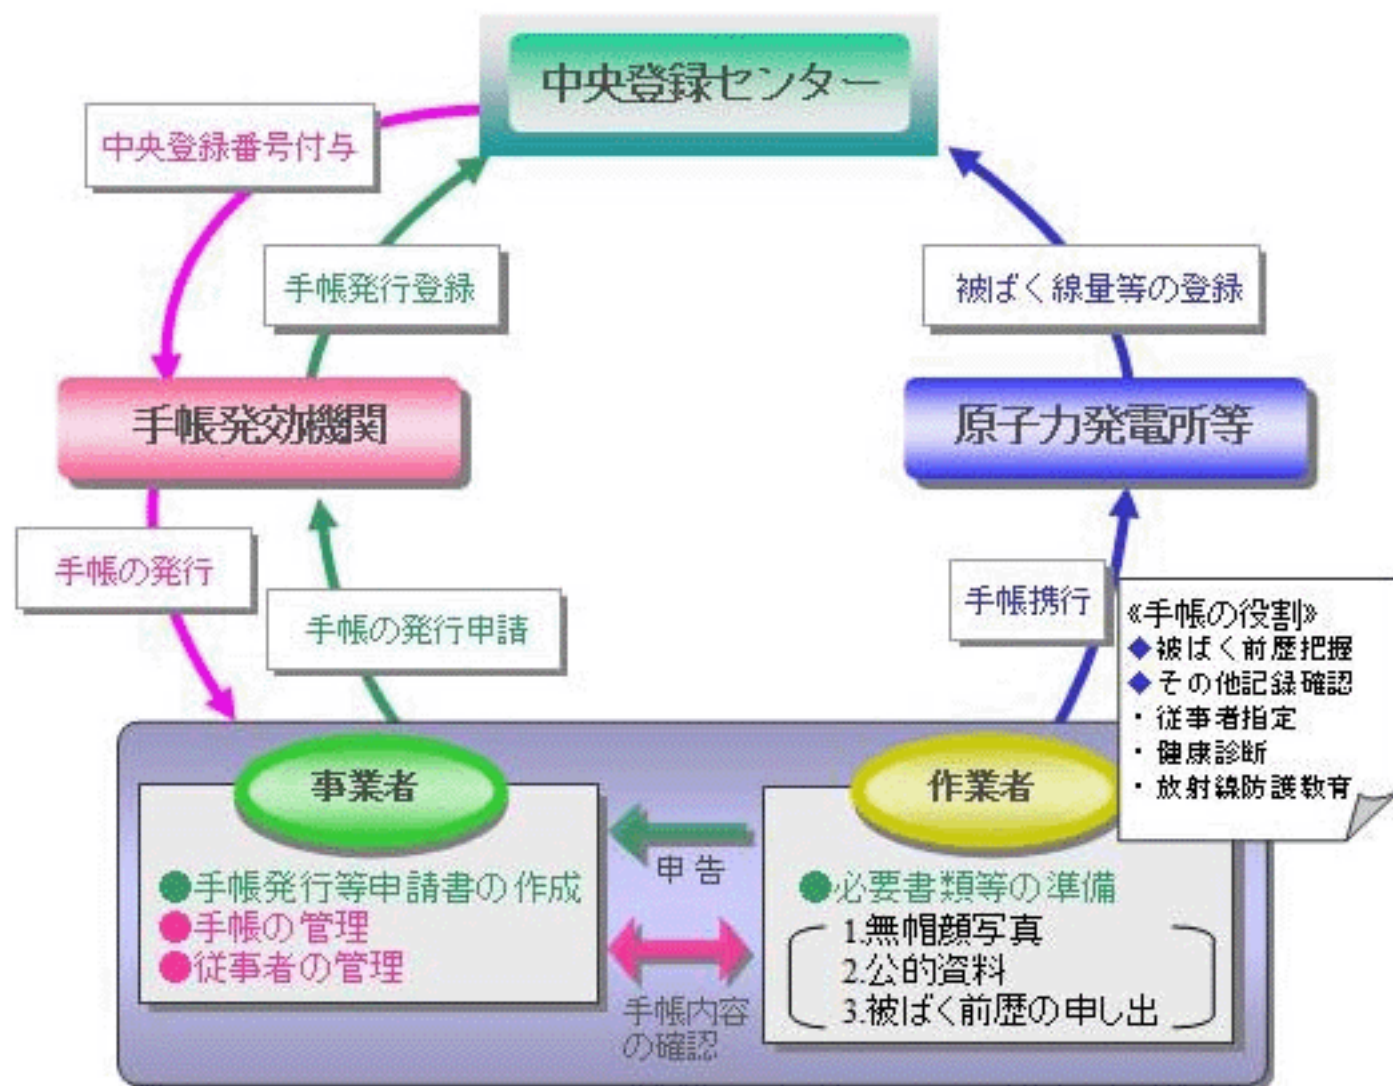 中央登録センター
中央登録番号付与
手帳発行登録
被ばく線量等の登録
手帳発効機関
原子力発電所等
手帳の発行
手帳の発行申請
手帳携行
《手帳の役割》
◆被ばく前歴把握
◆その他記録確認
・従事者指定
・健康診断
・放射線防護教育
事業者
●手帳発行等申請書の作成
●手帳の管理
●従事者の管理
申告
手帳内容
の確認
作業者
●必要書類等の準備
1.無帽顔写真
2.公的資料
3.被ばく前歴の申し出